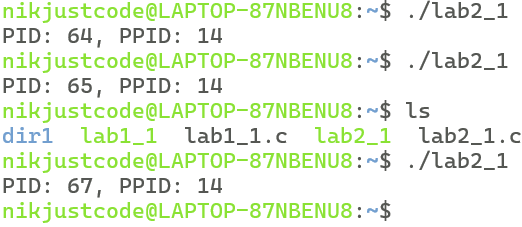 nikjustcode@LAPTOP-87NBENU8:~$ ./lab2_1
PID: 64, PPID: 14
nikjustcode@LAPTOP-87NBENU8:~$ ./lab2_1
PID: 65, PPID: 14
nikjustcode@LAPTOP-87NBENU8:~$ ls
dir1  lab1_1  lab1_1.c  lab2_1  lab2_1.c
nikjustcode@LAPTOP-87NBENU8:~$ ./lab2_1
PID: 67, PPID: 14
nikjustcode@LAPTOP-87NBENU8:~$